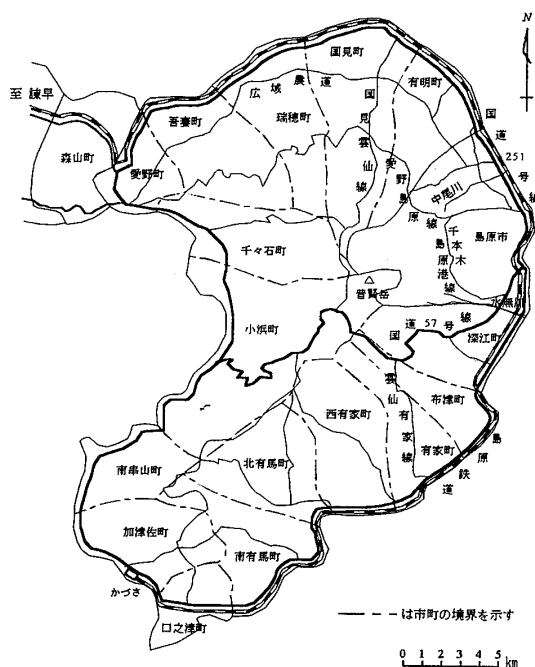 N
国見町
有明町
至 諫早
広域農道
吾妻町
瑞穂町
国見雲仙線
国道251号線
森山町
愛野町
愛野島原線
中尾川
千々石町
千本木島原港線
島原市
普賢岳
水無川
小浜町
国道57号線
深江町
布津町
西有家町
雲仙有家線
有家町
島原鉄道
南串山町
北有馬町
加津佐町
南有馬町
かづさ
口之津町
は市町の境界を示す
0 1 2 3 4 5 km